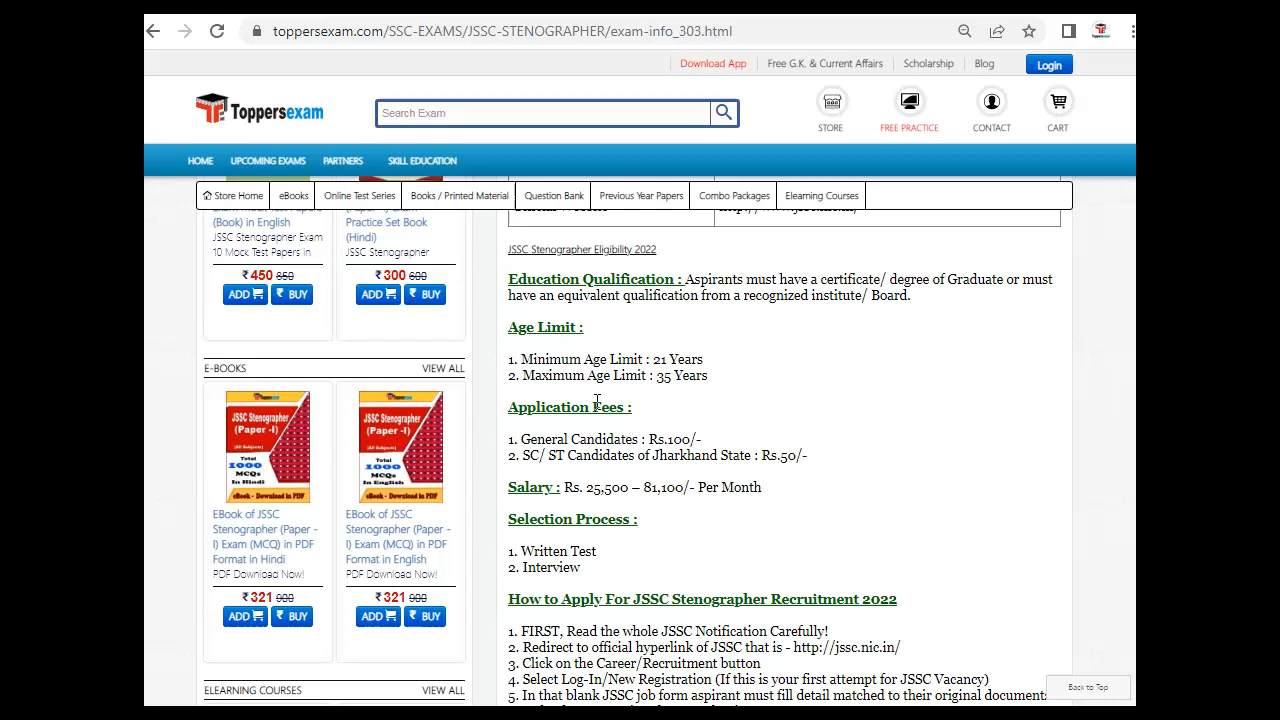 toppersexam.com/SSC-EXAMS/JSSC-STENOGRAPHER/exam-info_303.html
Download App
Free G.K. & Current Affairs
Scholarship
Blog
Login
Toppersexam
Search Exam
STORE
FREE PRACTICE
CONTACT
CART
HOME
UPCOMING EXAMS
PARTNERS
SKILL EDUCATION
Store Home
eBooks
Online Test Series
Books / Printed Material
Question Bank
Previous Year Papers
Combo Packages
Elearning Courses
(Book) in English
JSSC Stenographer Exam
10 Mock Test Papers in
₹ 450 850
ADD
₹ BUY
Practice Set Book
(Hindi)
JSSC Stenographer
₹ 300 600
ADD
₹ BUY
E-BOOKS
VIEW ALL
JSSC Stenographer
(Paper -I)
Total
1000
MCQs
In Hindi
eBook - Download in PDF
EBook of JSSC
Stenographer (Paper -
I) Exam (MCQ) in PDF
Format in Hindi
PDF Download Now!
₹ 321 900
ADD
₹ BUY
JSSC Stenographer
(Paper -I)
Total
1000
MCQs
In English
eBook - Download in PDF
EBook of JSSC
Stenographer (Paper -
I) Exam (MCQ) in PDF
Format in English
PDF Download Now!
₹ 321 900
ADD
₹ BUY
ELEARNING COURSES
VIEW ALL
JSSC Stenographer Eligibility 2022
Education Qualification : Aspirants must have a certificate/ degree of Graduate or must
have an equivalent qualification from a recognized institute/ Board.
Age Limit :
1. Minimum Age Limit : 21 Years
2. Maximum Age Limit : 35 Years
Application Fees :
1. General Candidates : Rs.100/-
2. SC/ ST Candidates of Jharkhand State : Rs.50/-
Salary : Rs. 25,500 – 81,100/- Per Month
Selection Process :
1. Written Test
2. Interview
How to Apply For JSSC Stenographer Recruitment 2022
1. FIRST, Read the whole JSSC Notification Carefully!
2. Redirect to official hyperlink of JSSC that is - http://jssc.nic.in/
3. Click on the Career/Recruitment button
4. Select Log-In/New Registration (If this is your first attempt for JSSC Vacancy)
5. In that blank JSSC job form aspirant must fill detail matched to their original documents
Back to Top